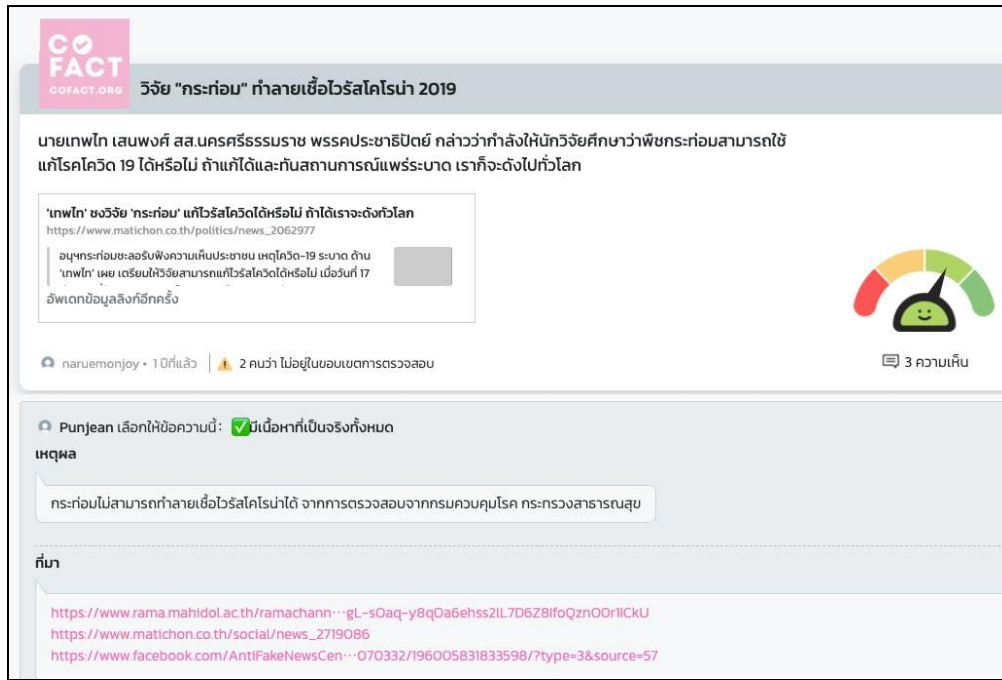 CO
FACT
COFACT.ORG
วิจัย "กระท่อม" ทำลายเชื้อไวรัสโคโรน่า 2019
นายเทพไท เสนพงศ์ สส.นครศรีธรรมราช พรรคประชาธิปัตย์ กล่าวว่ากำลังให้นักวิจัยศึกษาว่าพืชกระท่อมสามารถใช้
แก้โรคโควิด 19 ได้หรือไม่ ถ้าแก้ได้และทันสถานการณ์แพร่ระบาด เราก็จะดังไปทั่วโลก
'เทพไท' ชงวิจัย 'กระท่อม' แก้ไวรัสโควิดได้หรือไม่ ถ้าได้เราจะดังทั่วโลก
https://www.matichon.co.th/politics/news_2062977
อนุฯกระท่อมชะลอรับฟังความเห็นประชาชน เหตุโควิด-19 ระบาด ด้าน
'เทพไท' เผย เตรียมให้วิจัยสามารถแก้ไวรัสโควิดได้หรือไม่ เมื่อวันที่ 17
อัพเดทข้อมูลลิงก์อีกครั้ง
naruemonjoy • 1 ปีที่แล้ว 2 คนว่า ไม่อยู่ในขอบเขตการตรวจสอบ
3 ความเห็น
Punjean เลือกให้ข้อความนี้: ✅มีเนื้อหาที่เป็นจริงทั้งหมด
เหตุผล
กระท่อมไม่สามารถทำลายเชื้อไวรัสโคโรน่าได้ จากการตรวจสอบจากกรมควบคุมโรค กระทรวงสาธารณสุข
ที่มา
https://www.rama.mahidol.ac.th/ramachann⋯gL-sOaq-y8qOa6ehss2lL7D6Z8IfoQznOOr1lCkU
https://www.matichon.co.th/social/news_2719086
https://www.facebook.com/AntiFakeNewsCen⋯070332/196005831833598/?type=3&source=57